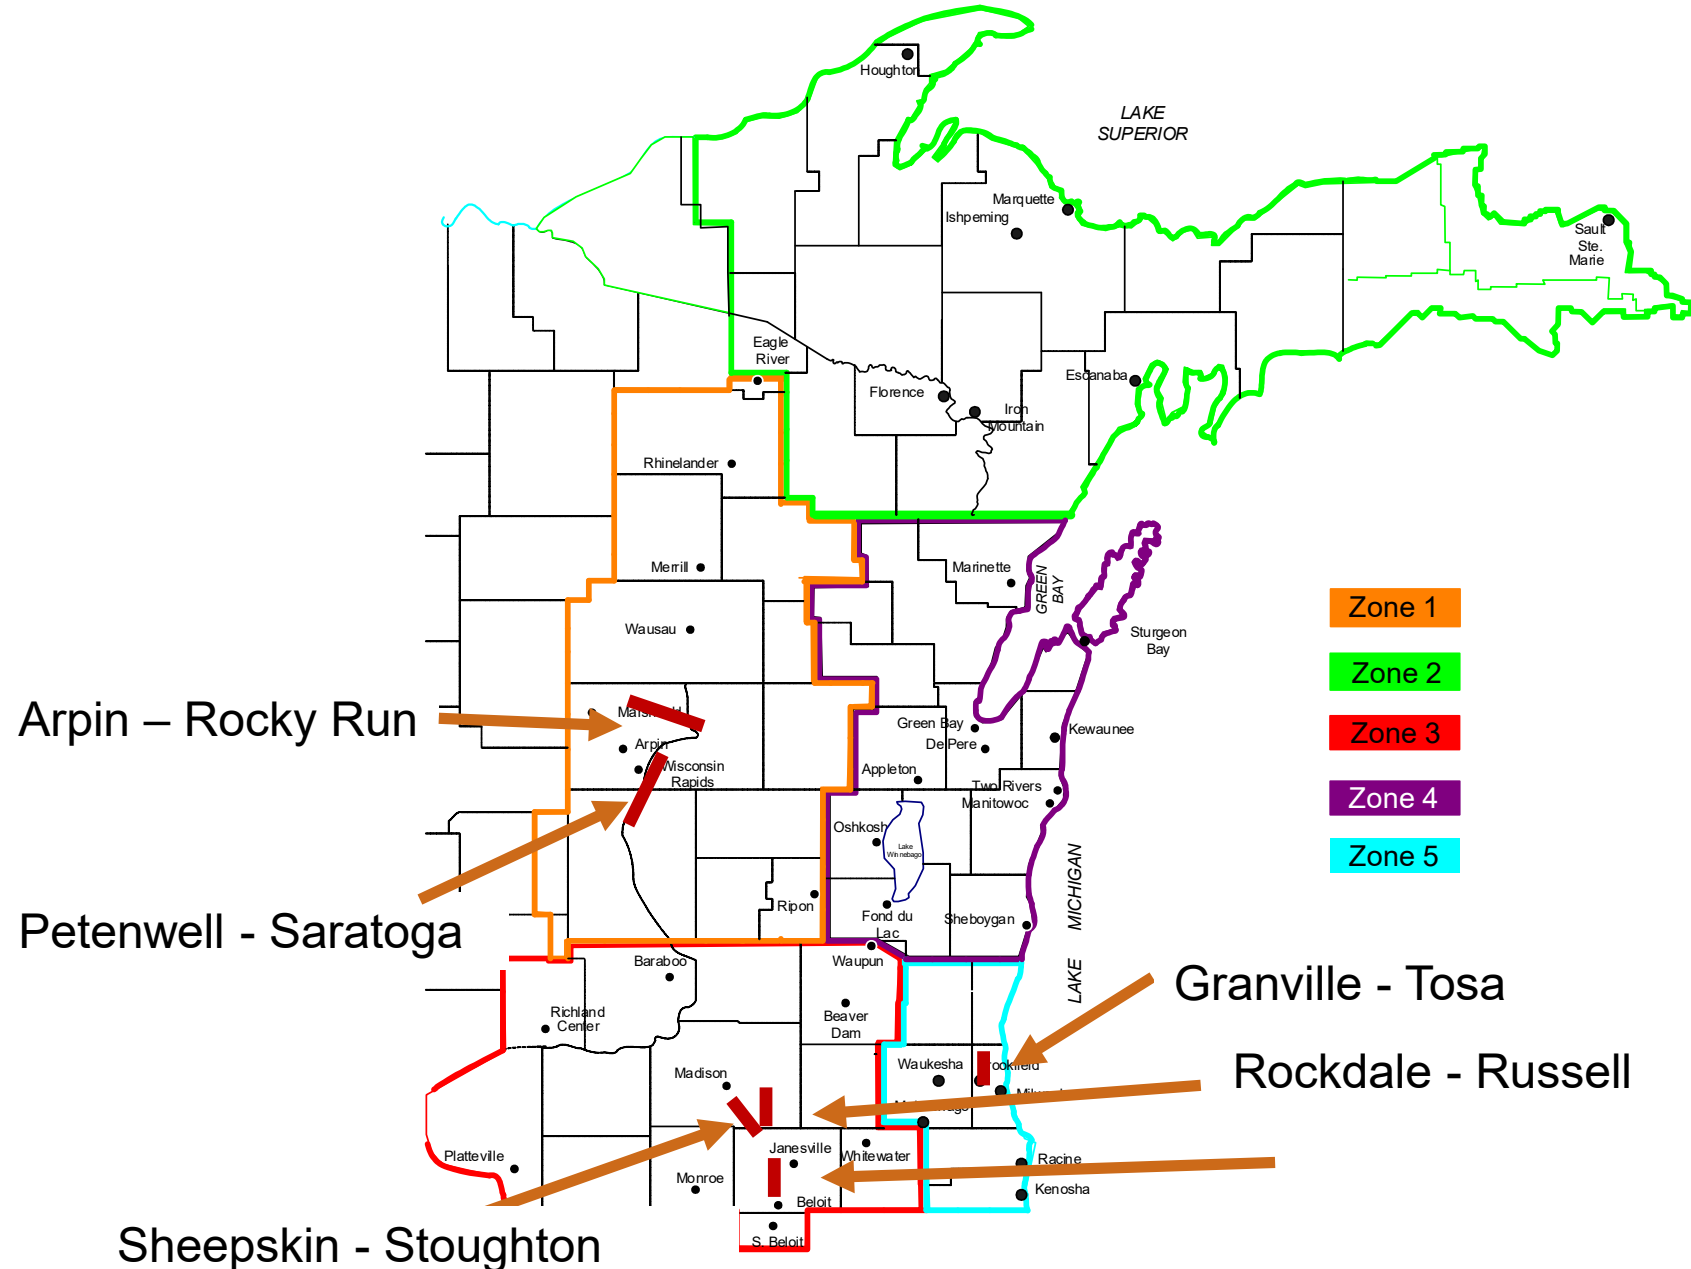 Houghton
LAKE
SUPERIOR
Marquette
Ishpeming
Sault
Ste.
Marie
Eagle
River
Escanaba
Florence
Iron
Mountain
Rhinelander
Merrill
Marinette
GREEN
BAY
Zone 1
Wausau
Sturgeon
Bay
Zone 2
Arpin – Rocky Run
Green Bay
Kewaunee
Zone 3
Arpin
De Pere
Wisconsin
Rapids
Appleton
Two Rivers
Manitowoc
Zone 4
Oshkosh
Lake
Winnebago
Zone 5
LAKE MICHIGAN
Ripon
Fond du
Lac
Sheboygan
Petenwell - Saratoga
Baraboo
Waupun
Granville - Tosa
Richland
Center
Beaver
Dam
Waukesha
Madison
Rockdale - Russell
Janesville
Whitewater
Platteville
Racine
Monroe
Kenosha
Beloit
S. Beloit
Sheepskin - Stoughton